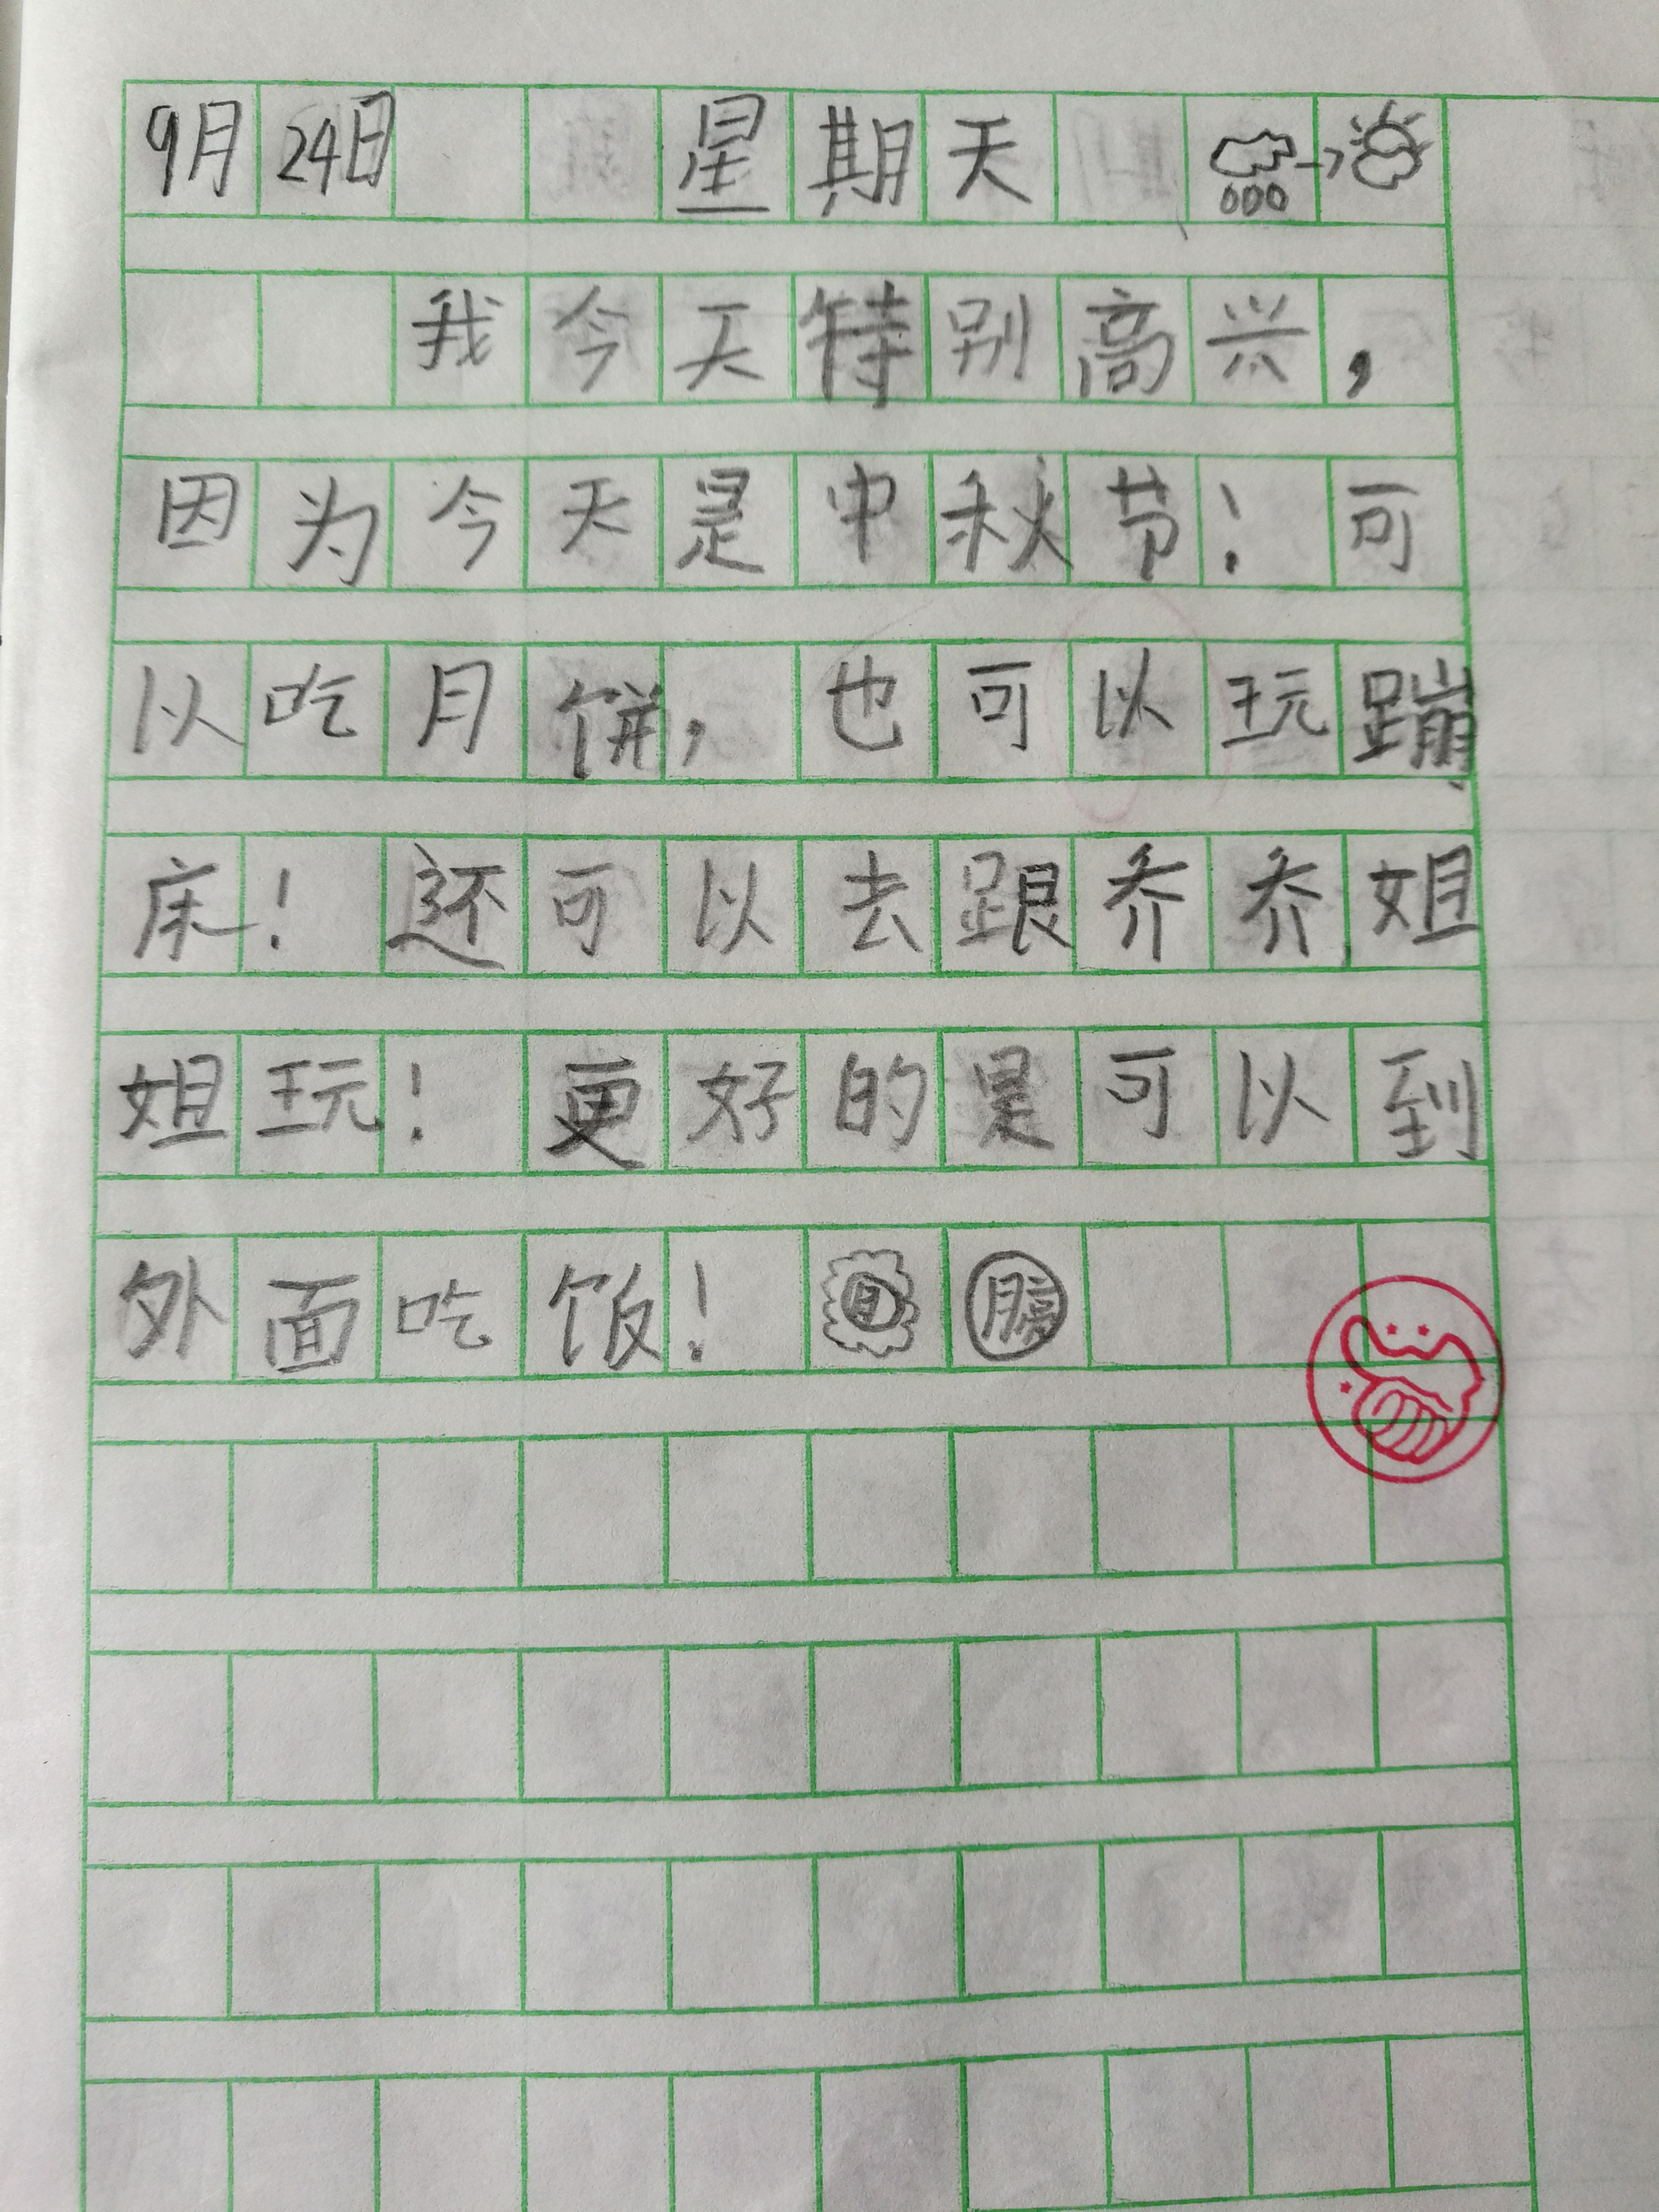 9月24日 星期天
我今天特别高兴，
因为今天是中秋节！可
以吃月饼，也可以玩蹦
床！还可以去跟乔乔姐
姐玩！更好的是可以到
外面吃饭！